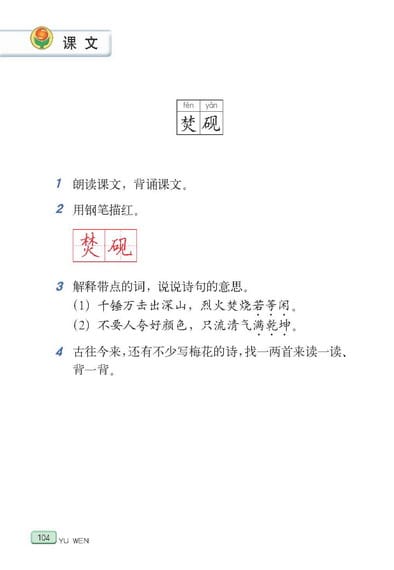 课文
fén yàn
焚 砚
1 朗读课文，背诵课文。
2 用钢笔描红。
焚 砚
3 解释带点的词，说说诗句的意思。
（1）千锤万击出深山，烈火焚烧若等闲。
（2）不要人夸好颜色，只流清气满乾坤。
4 古往今来，还有不少写梅花的诗，找一两首来读一读、
背一背。
104
YU WEN